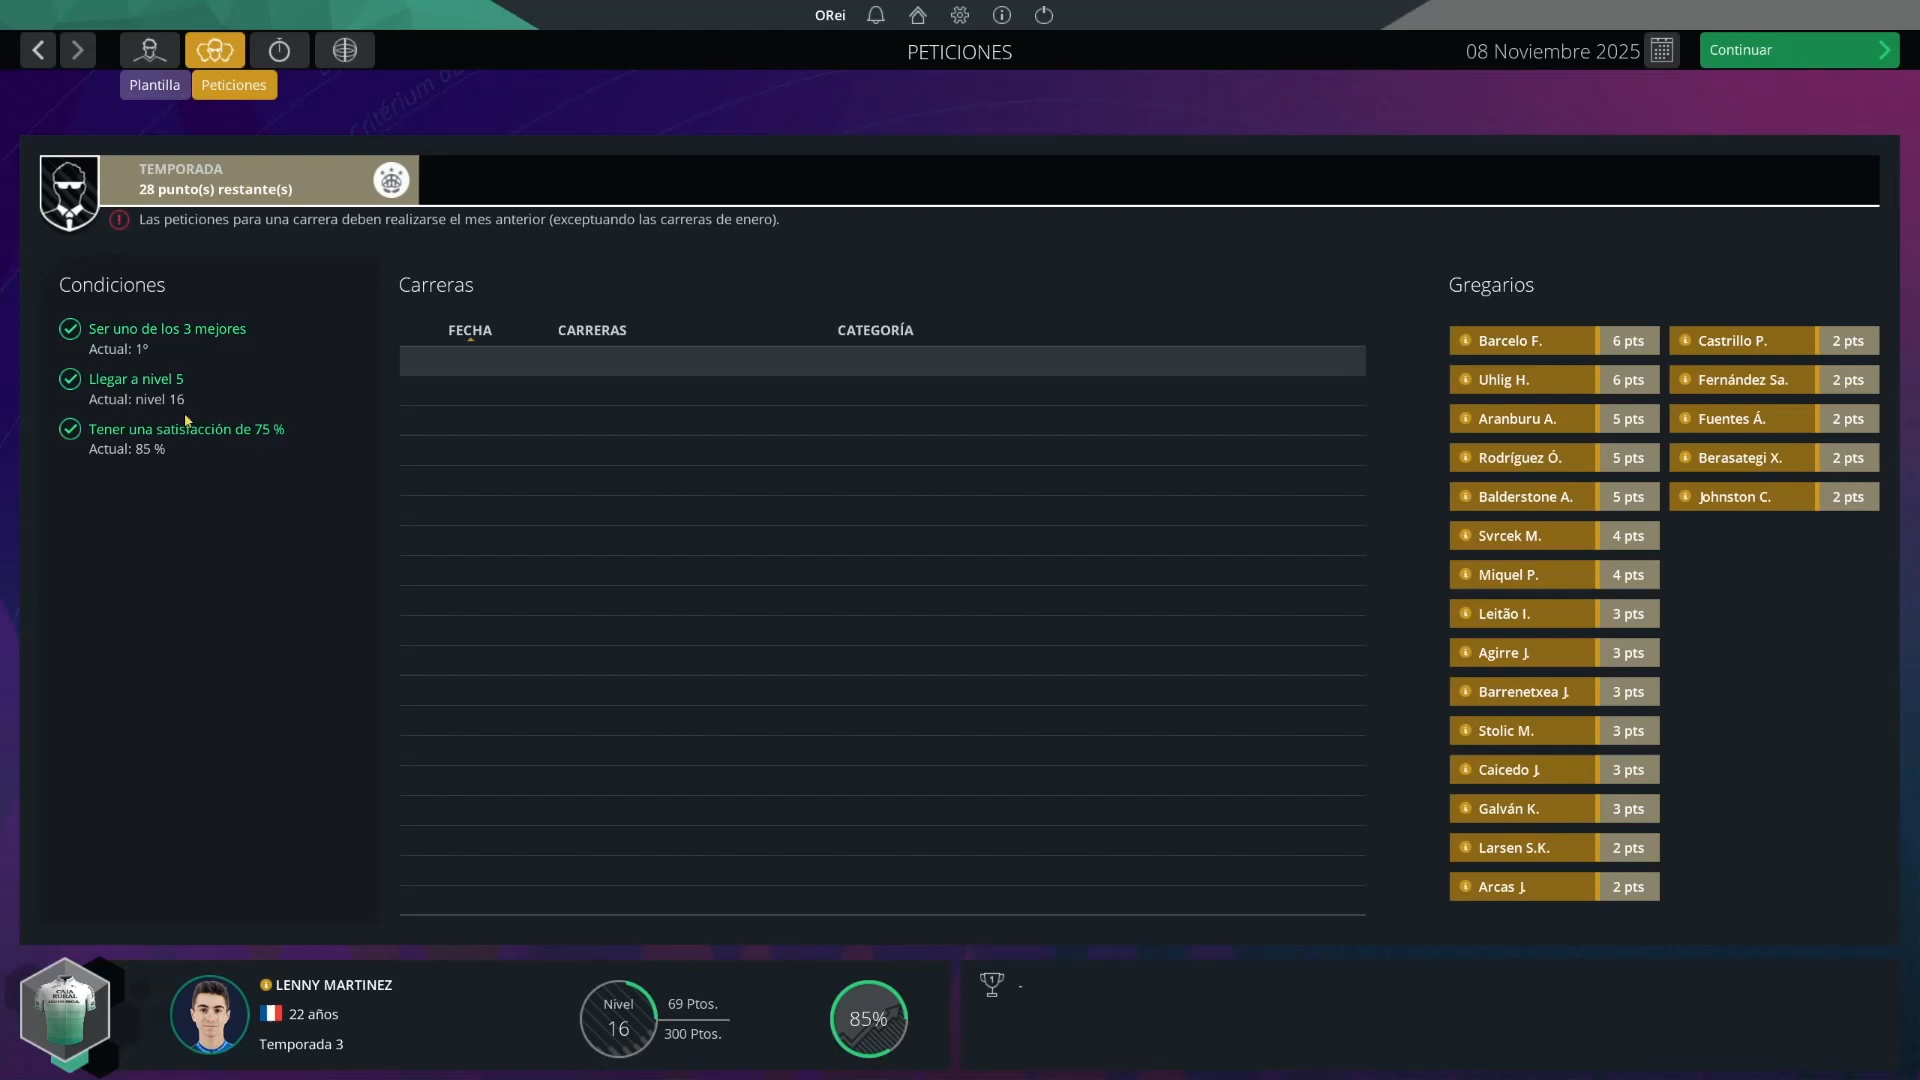 ORei
PETICIONES
08 Noviembre 2025
Continuar
Plantilla
Peticiones
Critérium du
TEMPORADA
28 punto(s) restante(s)
Las peticiones para una carrera deben realizarse el mes anterior (exceptuando las carreras de enero).
Condiciones
Ser uno de los 3 mejores
Actual: 1º
Llegar a nivel 5
Actual: nivel 16
Tener una satisfacción de 75 %
Actual: 85 %
Carreras
FECHA CARRERAS CATEGORÍA
Gregarios
Barcelo F. 6 pts
Uhlig H. 6 pts
Aranburu A. 5 pts
Rodríguez Ó. 5 pts
Balderstone A. 5 pts
Svrcek M. 4 pts
Miquel P. 4 pts
Leitão I. 3 pts
Agirre J. 3 pts
Barrenetxea J. 3 pts
Stolic M. 3 pts
Caicedo J. 3 pts
Galván K. 3 pts
Larsen S.K. 2 pts
Arcas J. 2 pts
Castrillo P. 2 pts
Fernández Sa. 2 pts
Fuentes Á. 2 pts
Berasategi X. 2 pts
Johnston C. 2 pts
CAJA
RURAL
LENNY MARTINEZ
22 años
Temporada 3
Nivel
16
69 Ptos.
300 Ptos.
85%
1
-